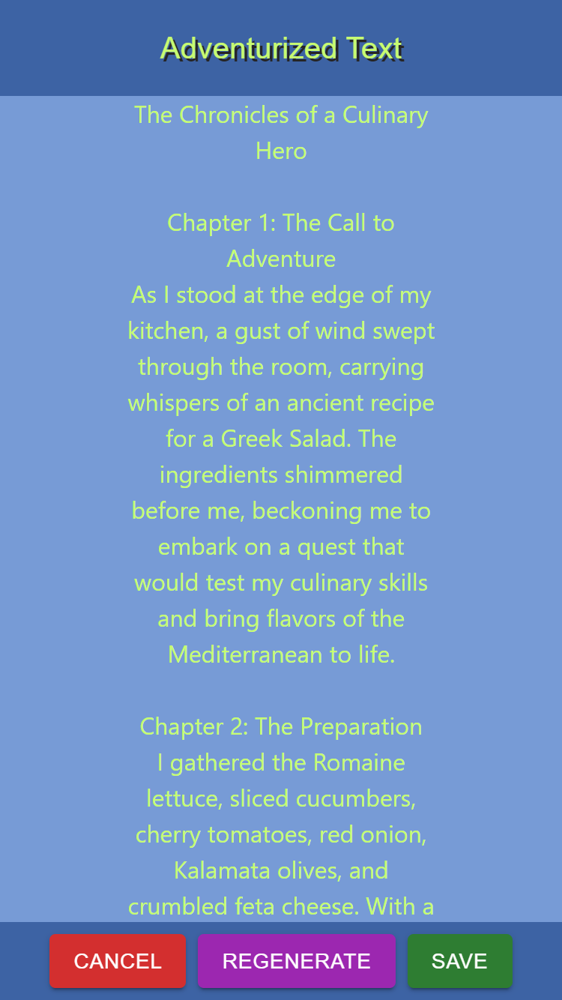 Adventurized Text
The Chronicles of a Culinary
Hero
Chapter 1: The Call to
Adventure
As I stood at the edge of my
kitchen, a gust of wind swept
through the room, carrying
whispers of an ancient recipe
for a Greek Salad. The
ingredients shimmered
before me, beckoning me to
embark on a quest that
would test my culinary skills
and bring flavors of the
Mediterranean to life.
Chapter 2: The Preparation
I gathered the Romaine
lettuce, sliced cucumbers,
cherry tomatoes, red onion,
Kalamata olives, and
crumbled feta cheese. With a
CANCEL REGENERATE SAVE